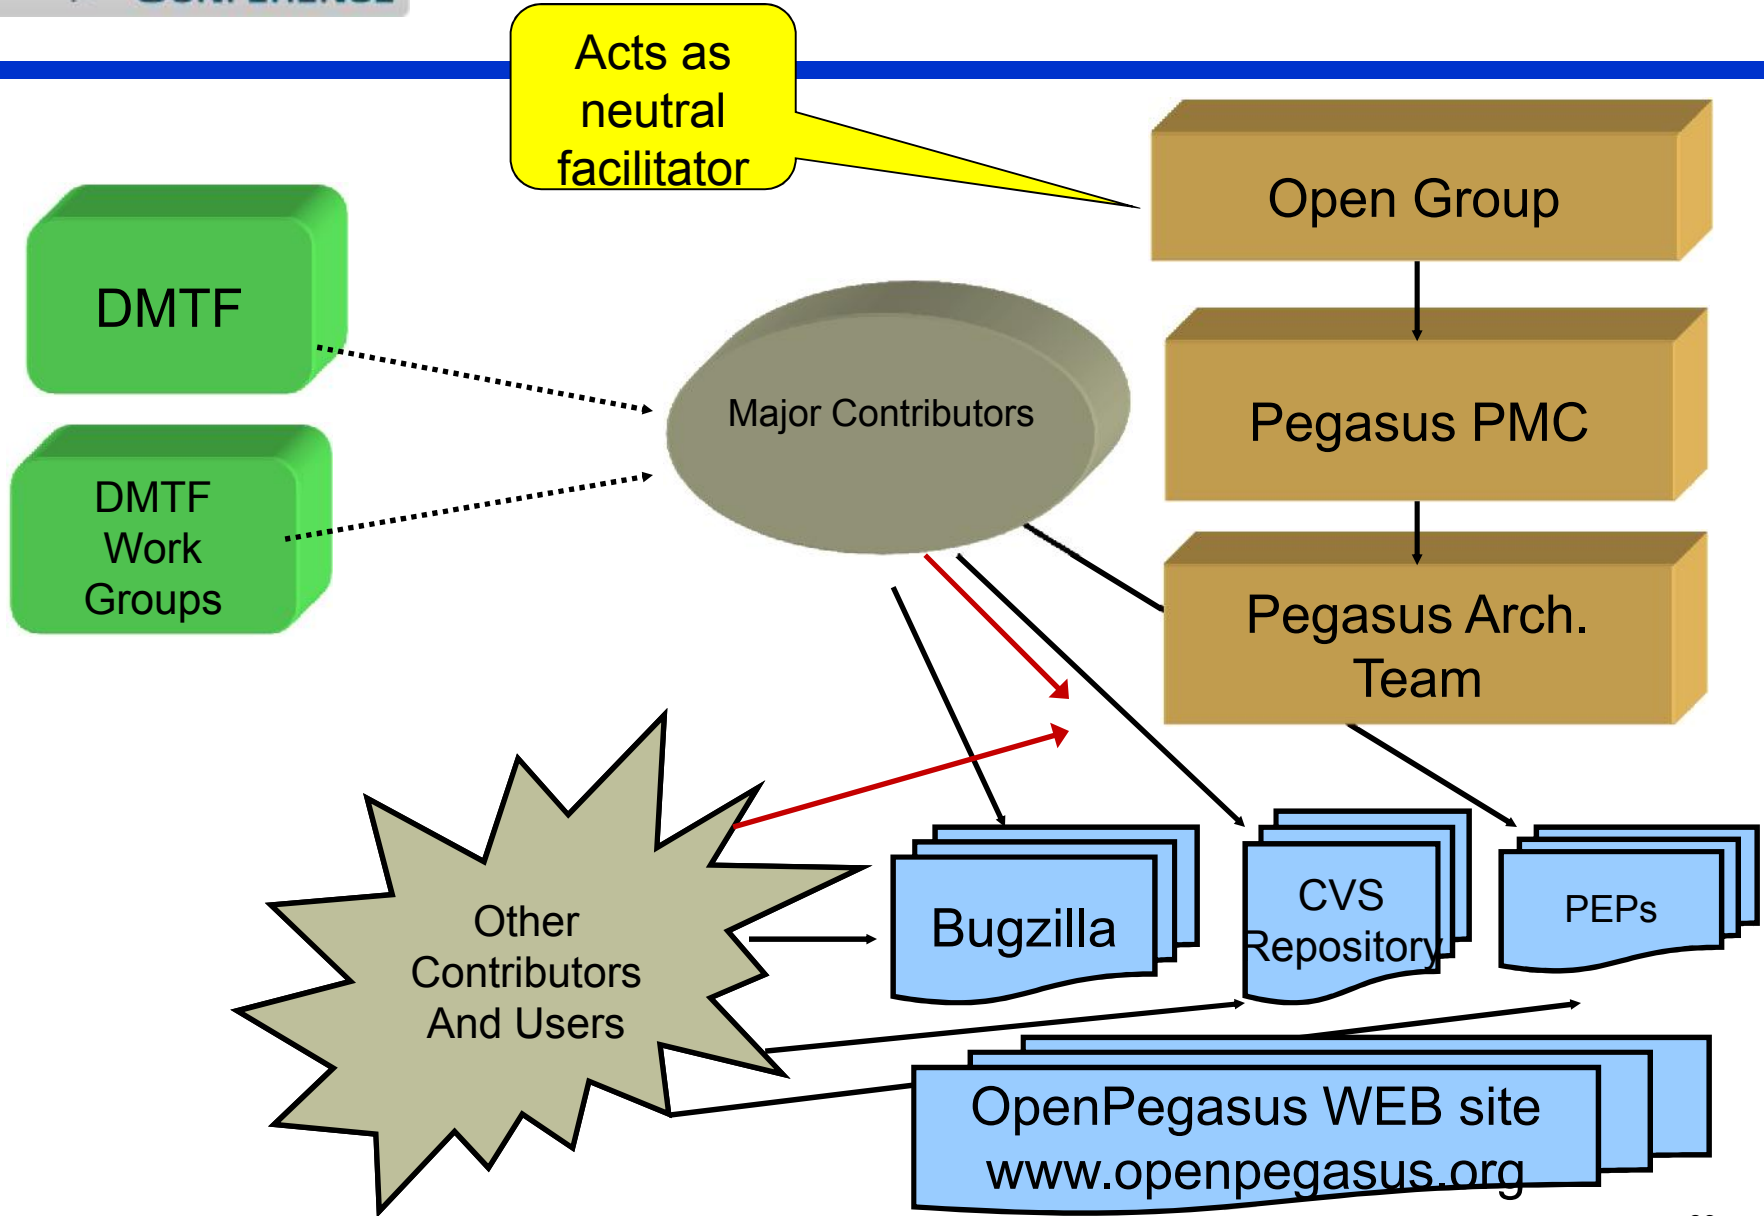 CONFERENCE
Acts as
neutral
facilitator
Open Group
DMTF
Major Contributors
Pegasus PMC
DMTF
Work
Groups
Pegasus Arch.
Team
Other
Contributors
And Users
Bugzilla
CVS
Repository
PEPs
OpenPegasus WEB site
www.openpegasus.org